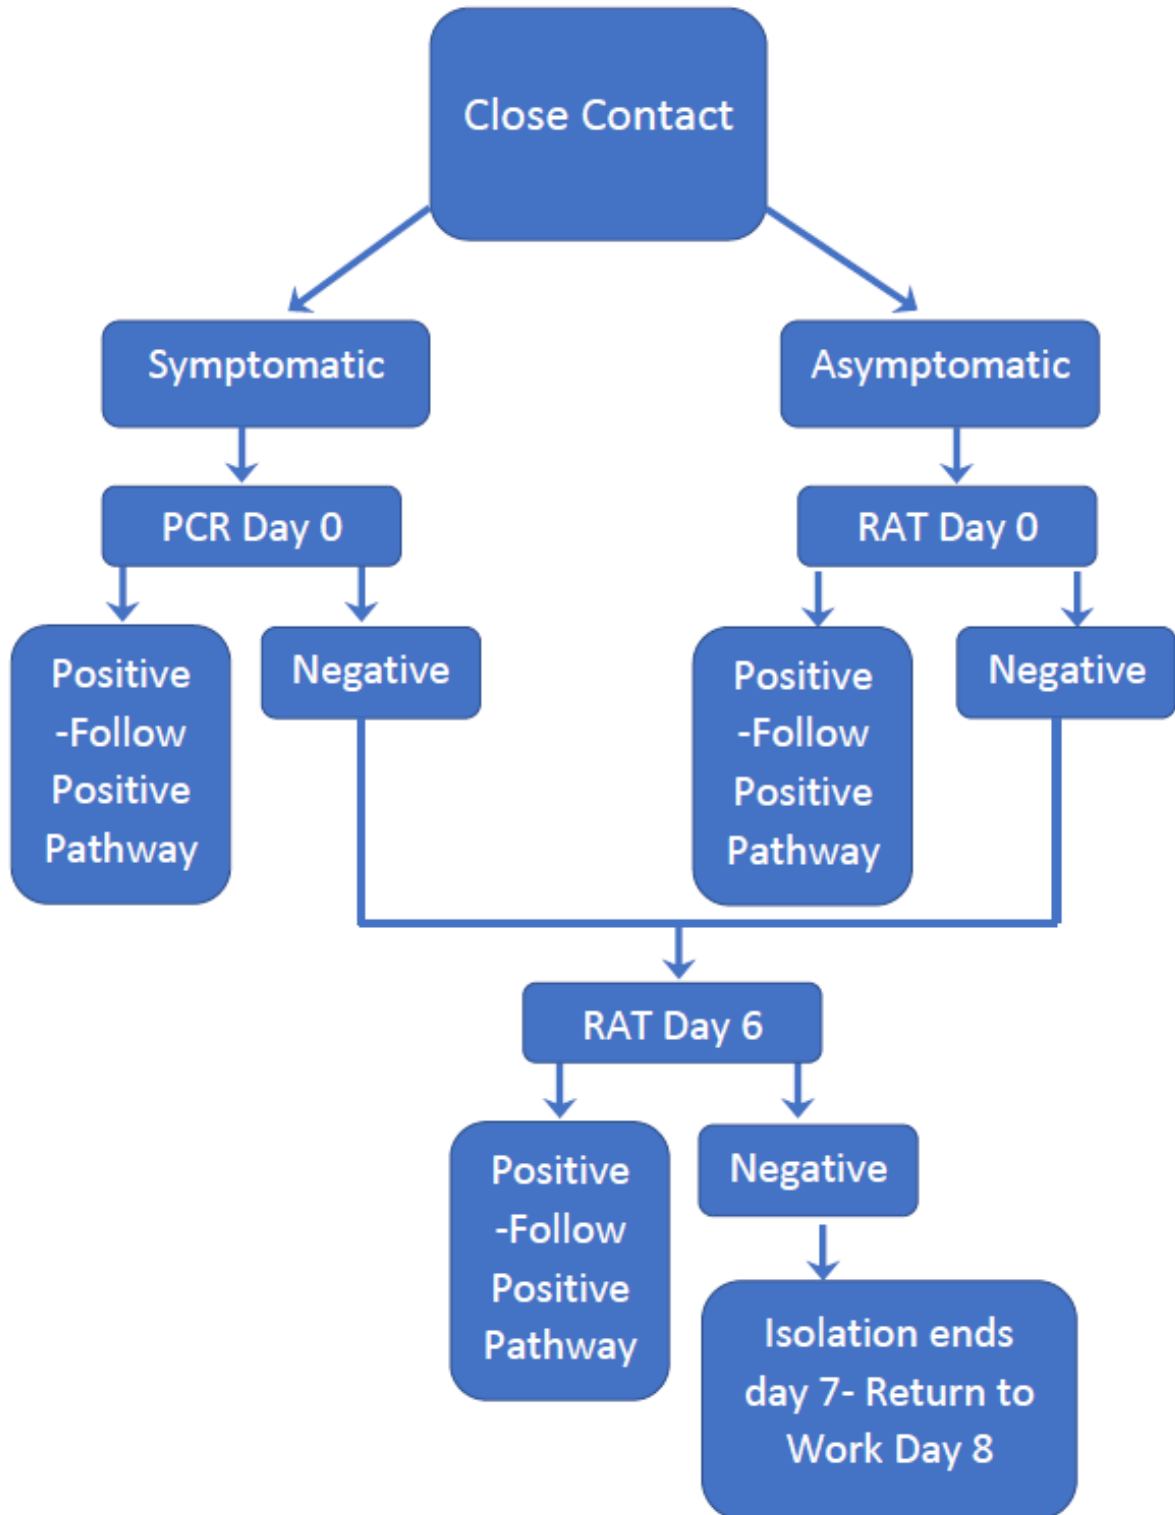 Close Contact
Symptomatic
Asymptomatic
PCR Day 0
RAT Day 0
Positive
-Follow
Positive
Pathway
Negative
Positive
-Follow
Positive
Pathway
Negative
RAT Day 6
Positive
-Follow
Positive
Pathway
Negative
Isolation ends
day 7- Return to
Work Day 8